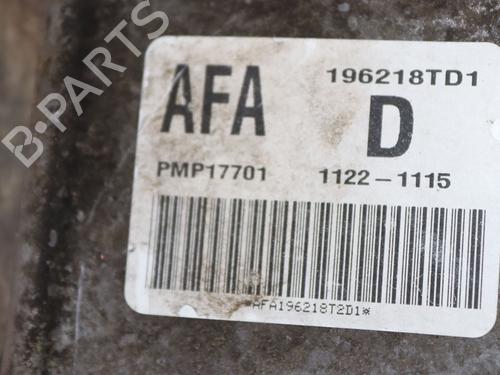 AFA
196218TD1
D
PMP17701
1122-1115
*AFA196218T2D1*
B-PARTS